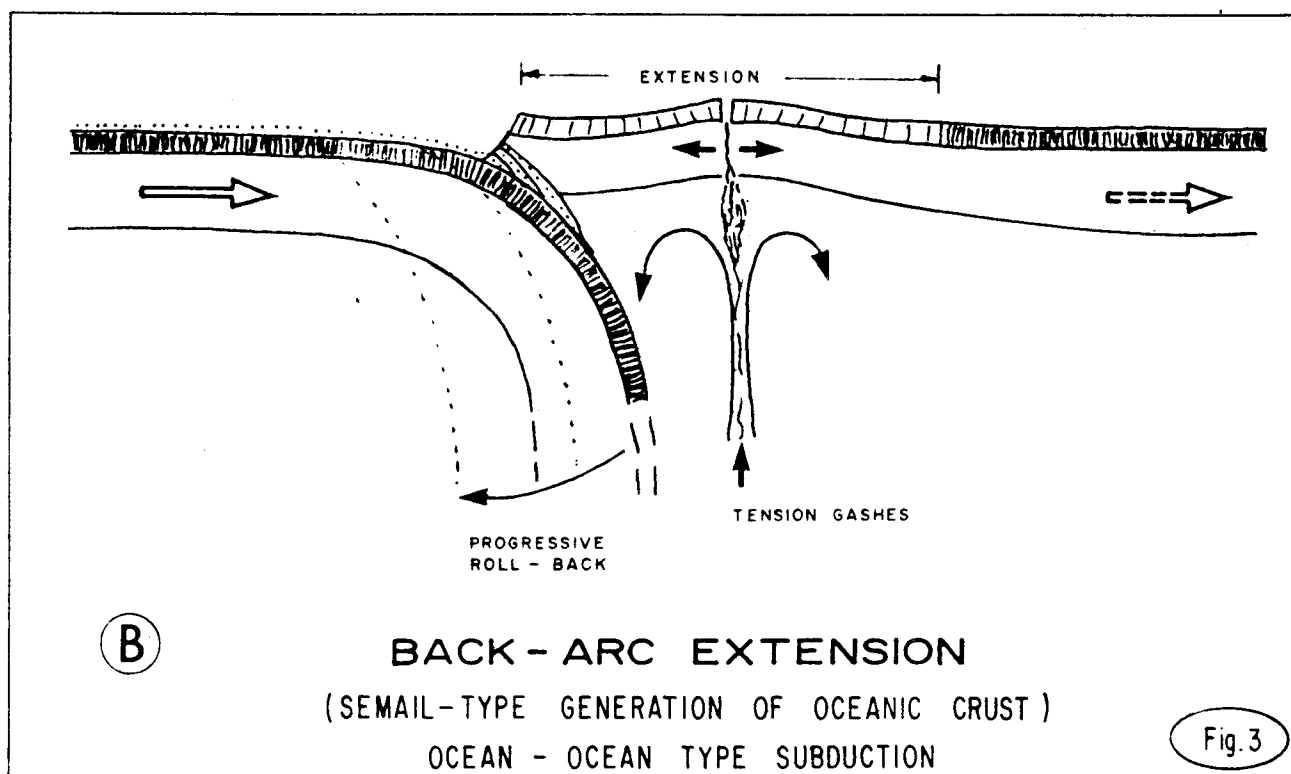 EXTENSION
TENSION GASHES
PROGRESSIVE
ROLL - BACK
B
BACK - ARC EXTENSION
(SEMAIL-TYPE GENERATION OF OCEANIC CRUST)
OCEAN - OCEAN TYPE SUBDUCTION
Fig. 3